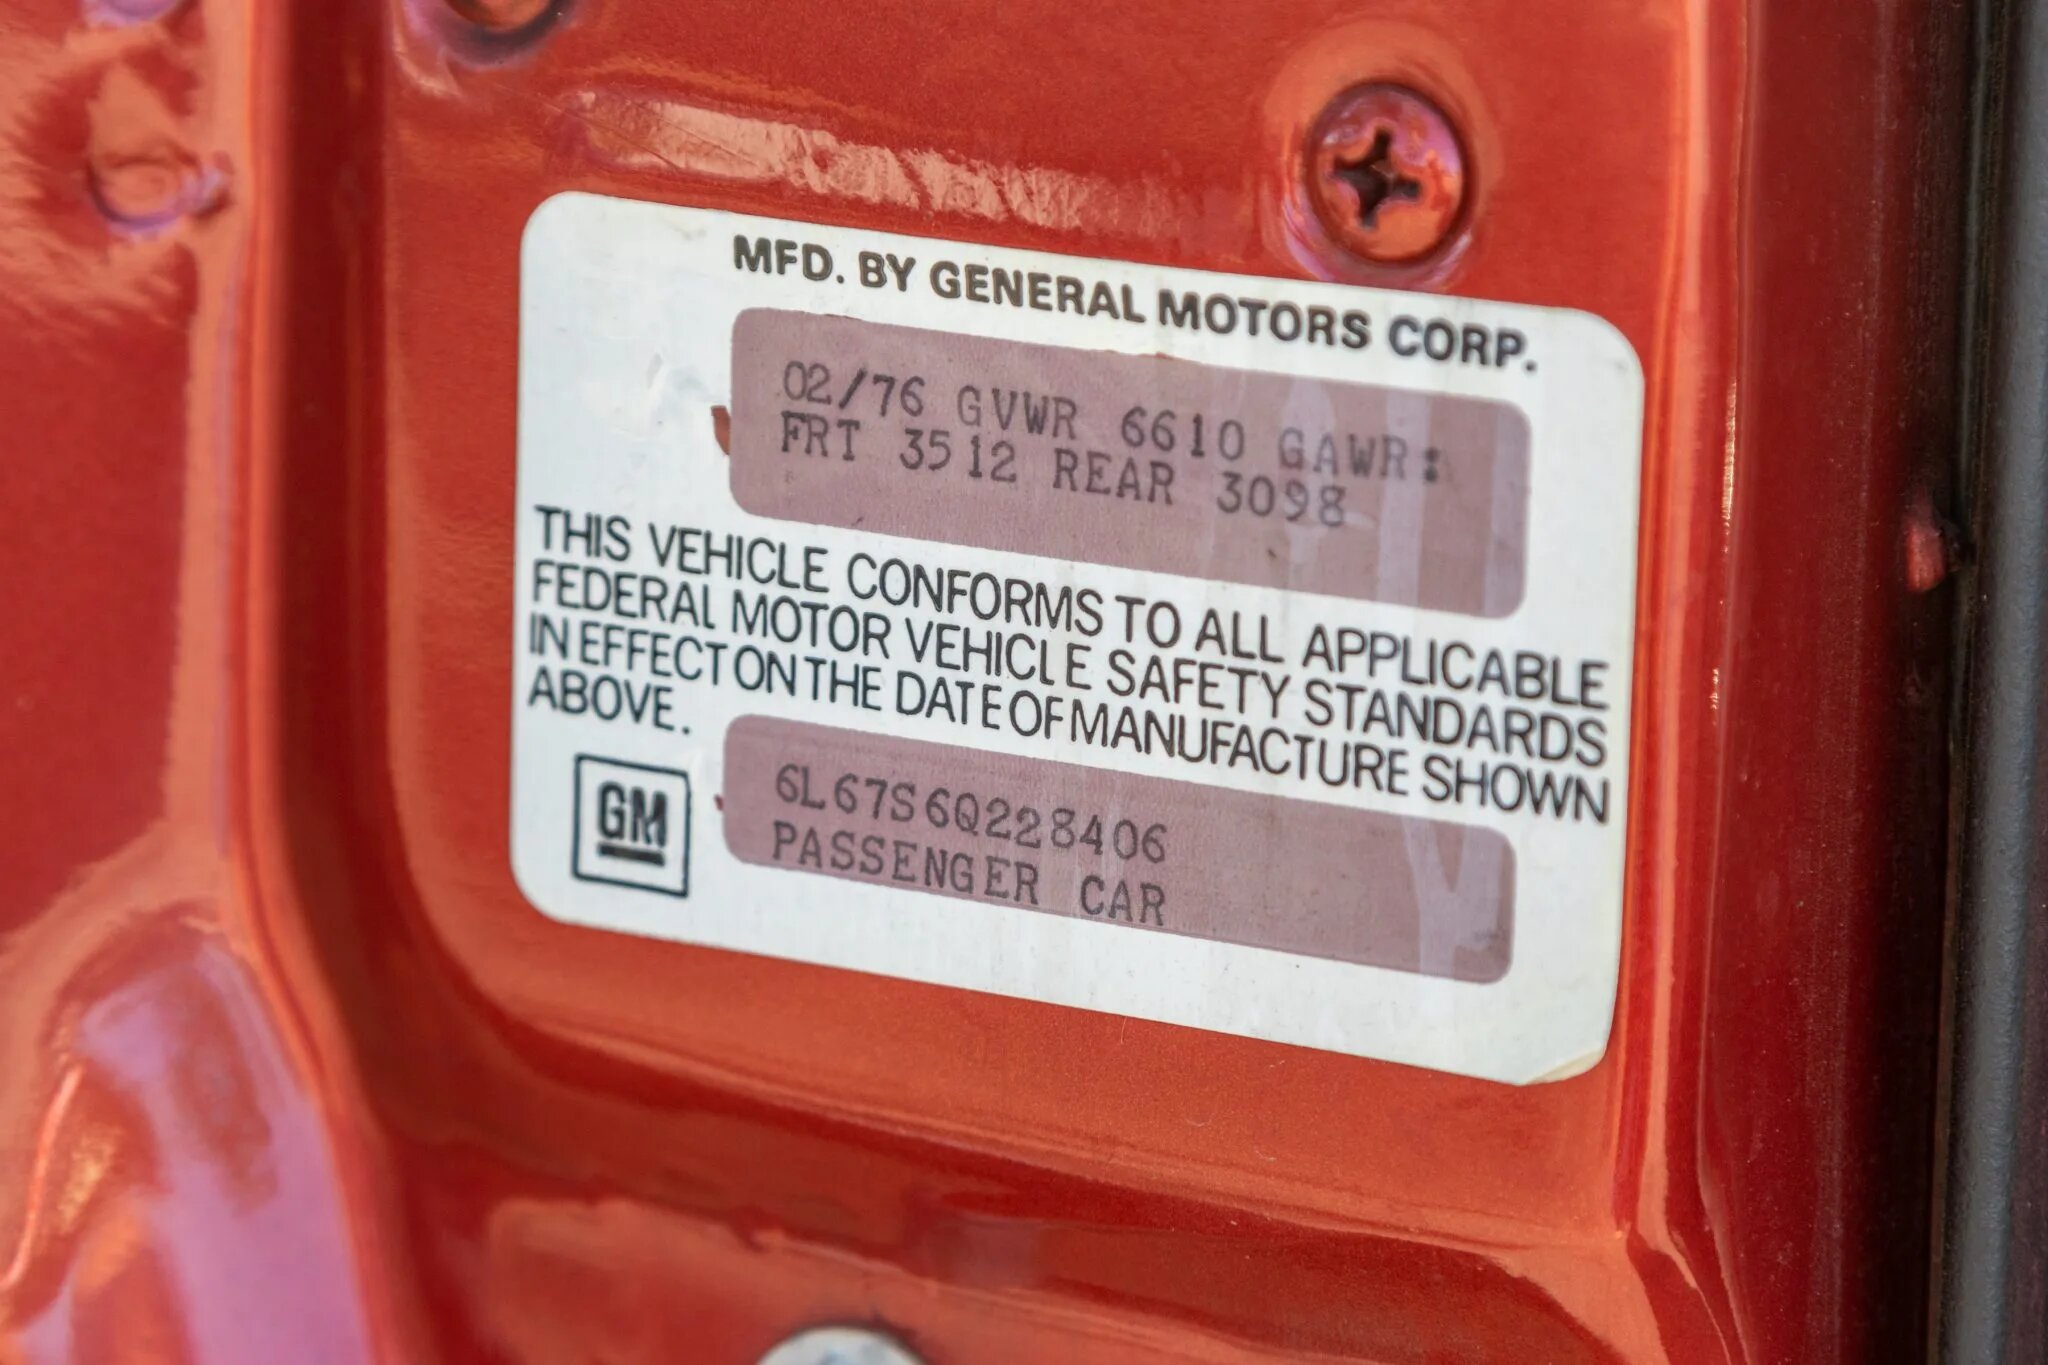 MFD. BY GENERAL MOTORS CORP.
02/76 GVWR 6610 GAWR:
FRT 3512 REAR 3098
THIS VEHICLE CONFORMS TO ALL APPLICABLE
FEDERAL MOTOR VEHICLE SAFETY STANDARDS
IN EFFECT ON THE DATE OF MANUFACTURE SHOWN
ABOVE.
GM
6L67S6Q228406
PASSENGER CAR